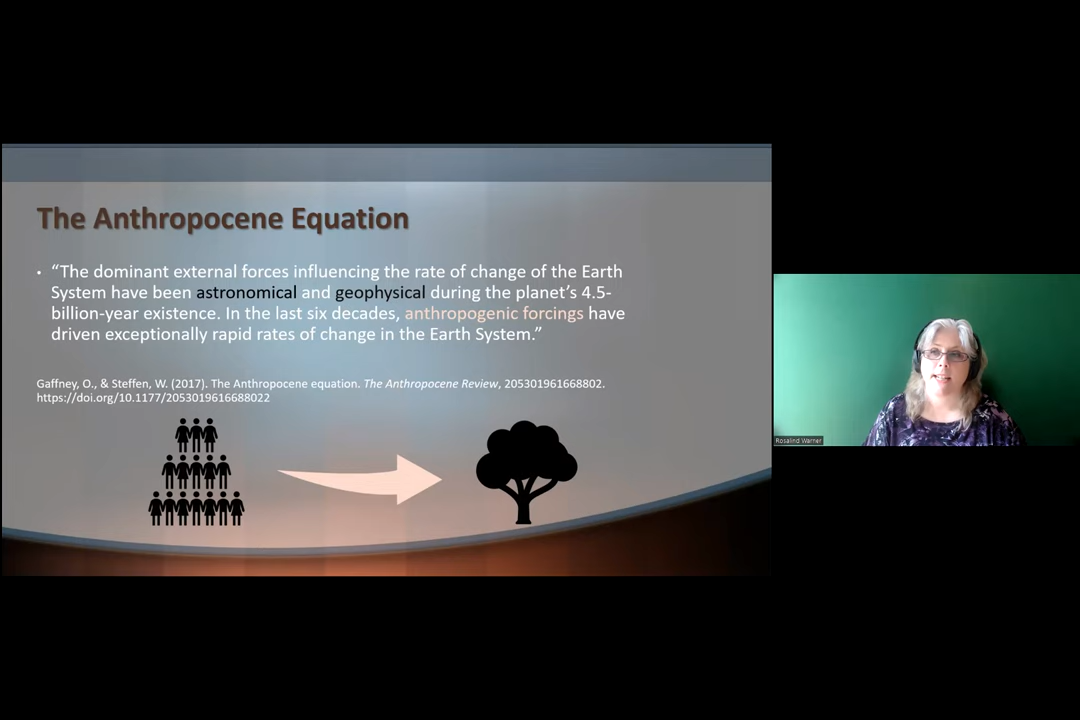 The Anthropocene Equation
• “The dominant external forces influencing the rate of change of the Earth
System have been astronomical and geophysical during the planet’s 4.5-
billion-year existence. In the last six decades, anthropogenic forcings have
driven exceptionally rapid rates of change in the Earth System.”
Gaffney, O., & Steffen, W. (2017). The Anthropocene equation. The Anthropocene Review, 205301961668802.
https://doi.org/10.1177/2053019616688022
Rosalind Warner